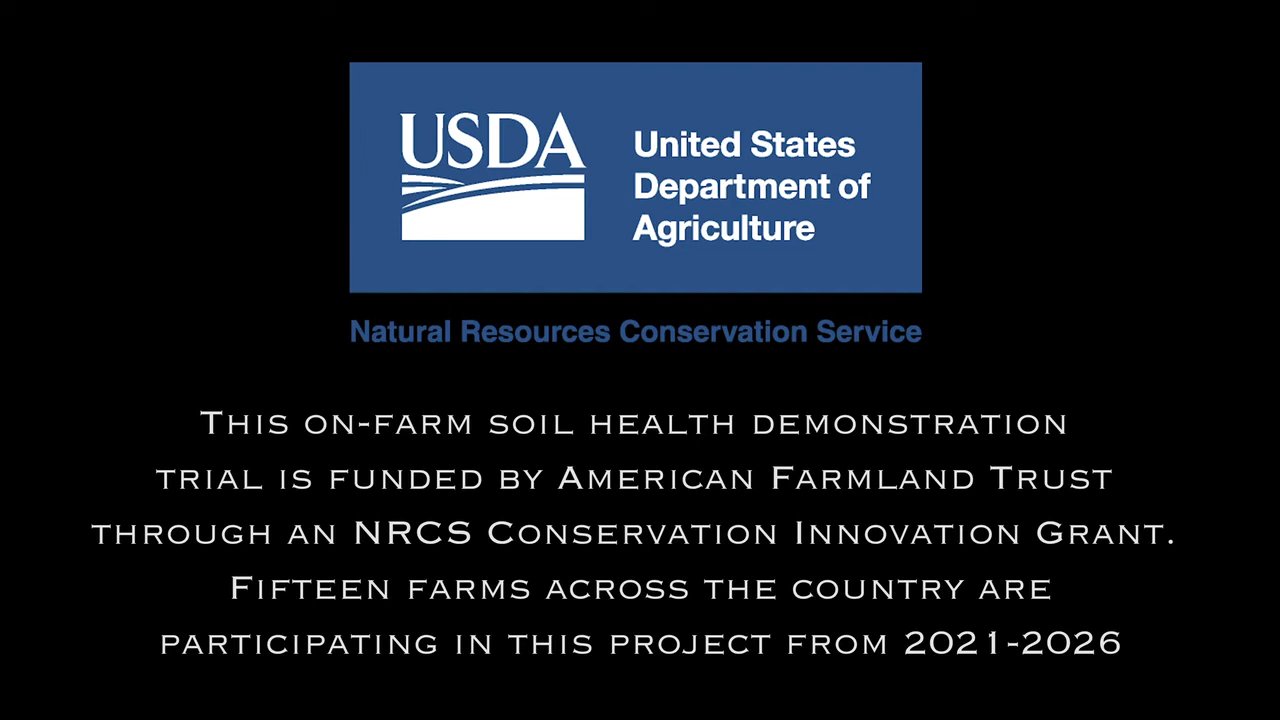 USDA
United States
Department of
Agriculture
Natural Resources Conservation Service
THIS ON-FARM SOIL HEALTH DEMONSTRATION
TRIAL IS FUNDED BY AMERICAN FARMLAND TRUST
THROUGH AN NRCS CONSERVATION INNOVATION GRANT.
FIFTEEN FARMS ACROSS THE COUNTRY ARE
PARTICIPATING IN THIS PROJECT FROM 2021-2026